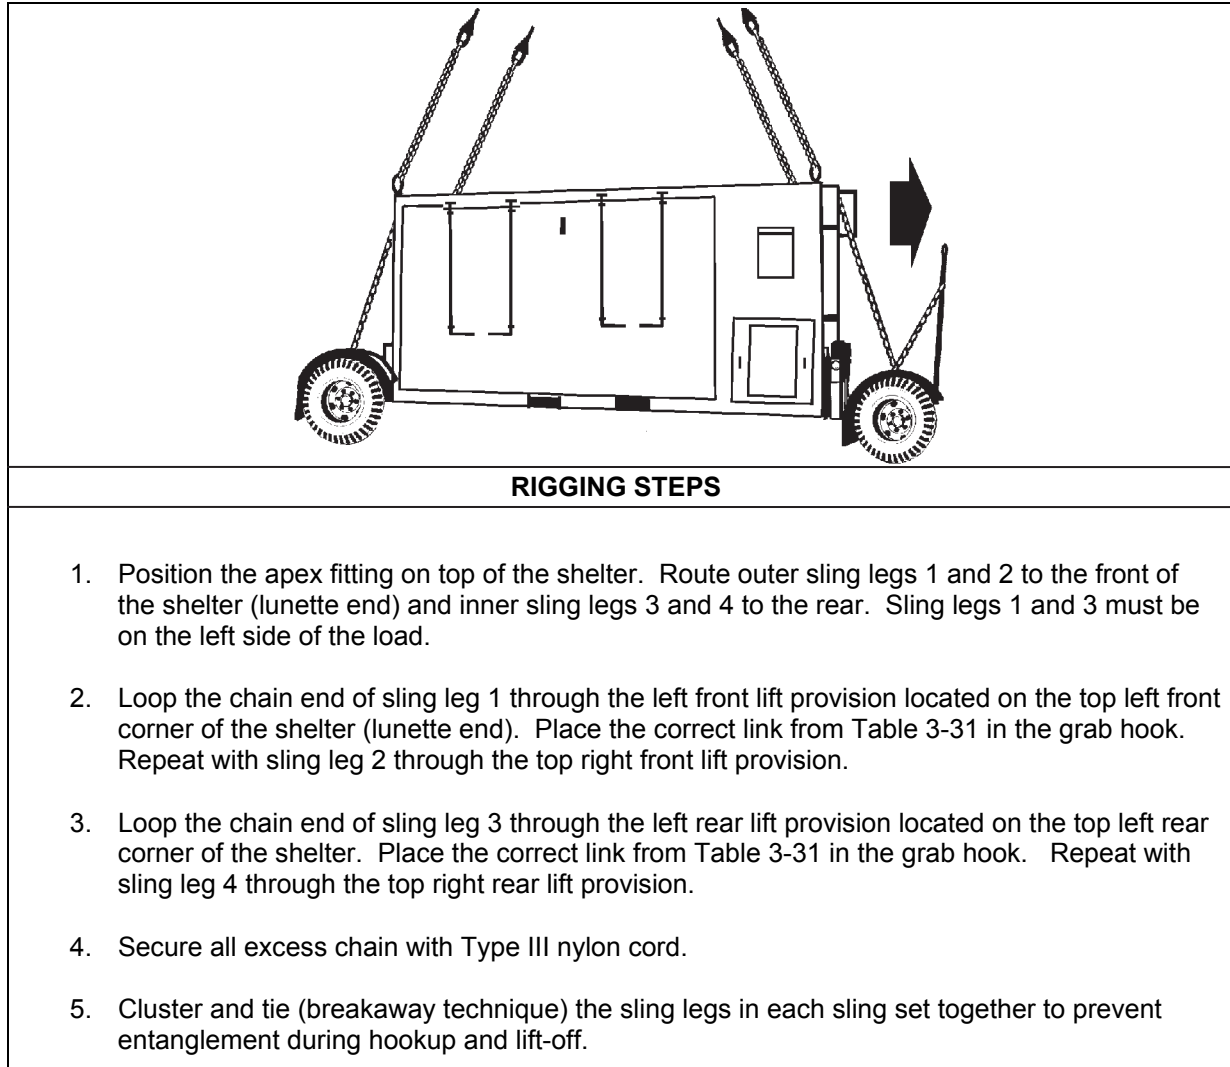 RIGGING STEPS
1. Position the apex fitting on top of the shelter. Route outer sling legs 1 and 2 to the front of
the shelter (lunette end) and inner sling legs 3 and 4 to the rear. Sling legs 1 and 3 must be
on the left side of the load.
2. Loop the chain end of sling leg 1 through the left front lift provision located on the top left front
corner of the shelter (lunette end). Place the correct link from Table 3-31 in the grab hook.
Repeat with sling leg 2 through the top right front lift provision.
3. Loop the chain end of sling leg 3 through the left rear lift provision located on the top left rear
corner of the shelter. Place the correct link from Table 3-31 in the grab hook. Repeat with
sling leg 4 through the top right rear lift provision.
4. Secure all excess chain with Type III nylon cord.
5. Cluster and tie (breakaway technique) the sling legs in each sling set together to prevent
entanglement during hookup and lift-off.